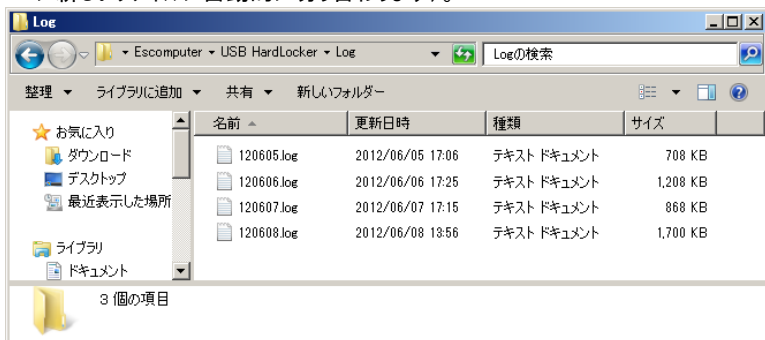 Log
Escomputer ▾ USB HardLocker ▾ Log
Logの検索
整理 ▼ ライブラリに追加 ▼ 共有 ▼ 新しいフォルダー
お気に入り
ダウンロード
デスクトップ
最近表示した場所
ライブラリ
ドキュメント
名前 更新日時 種類 サイズ
120605.log 2012/06/05 17:06 テキスト ドキュメント 708 KB
120606.log 2012/06/06 17:25 テキスト ドキュメント 1,208 KB
120607.log 2012/06/07 17:15 テキスト ドキュメント 868 KB
120608.log 2012/06/08 13:56 テキスト ドキュメント 1,700 KB
3 個の項目